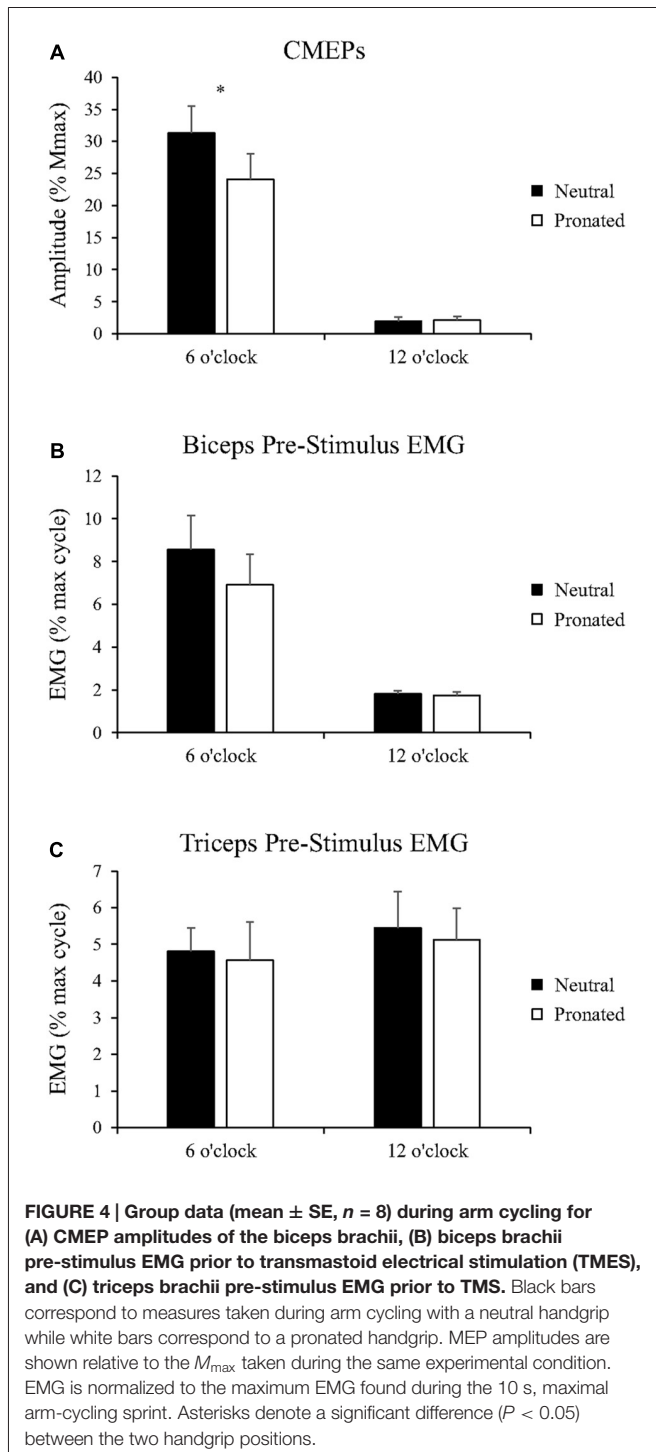 A
CMEPs
40
35
30
25
20
15
10
5
0
Amplitude (% Mmax)
*
Neutral
Pronated
6 o'clock
12 o'clock
B
Biceps Pre-Stimulus EMG
12
10
8
6
4
2
0
EMG (% max cycle)
Neutral
Pronated
6 o'clock
12 o'clock
C
Triceps Pre-Stimulus EMG
7
6
5
4
3
2
1
0
EMG (% max cycle)
Neutral
Pronated
6 o'clock
12 o'clock
FIGURE 4 | Group data (mean ± SE, n = 8) during arm cycling for
(A) CMEP amplitudes of the biceps brachii, (B) biceps brachii
pre-stimulus EMG prior to transmastoid electrical stimulation (TMES),
and (C) triceps brachii pre-stimulus EMG prior to TMS. Black bars
correspond to measures taken during arm cycling with a neutral handgrip
while white bars correspond to a pronated handgrip. MEP amplitudes are
shown relative to the Mmax taken during the same experimental condition.
EMG is normalized to the maximum EMG found during the 10 s, maximal
arm-cycling sprint. Asterisks denote a significant difference (P < 0.05)
between the two handgrip positions.